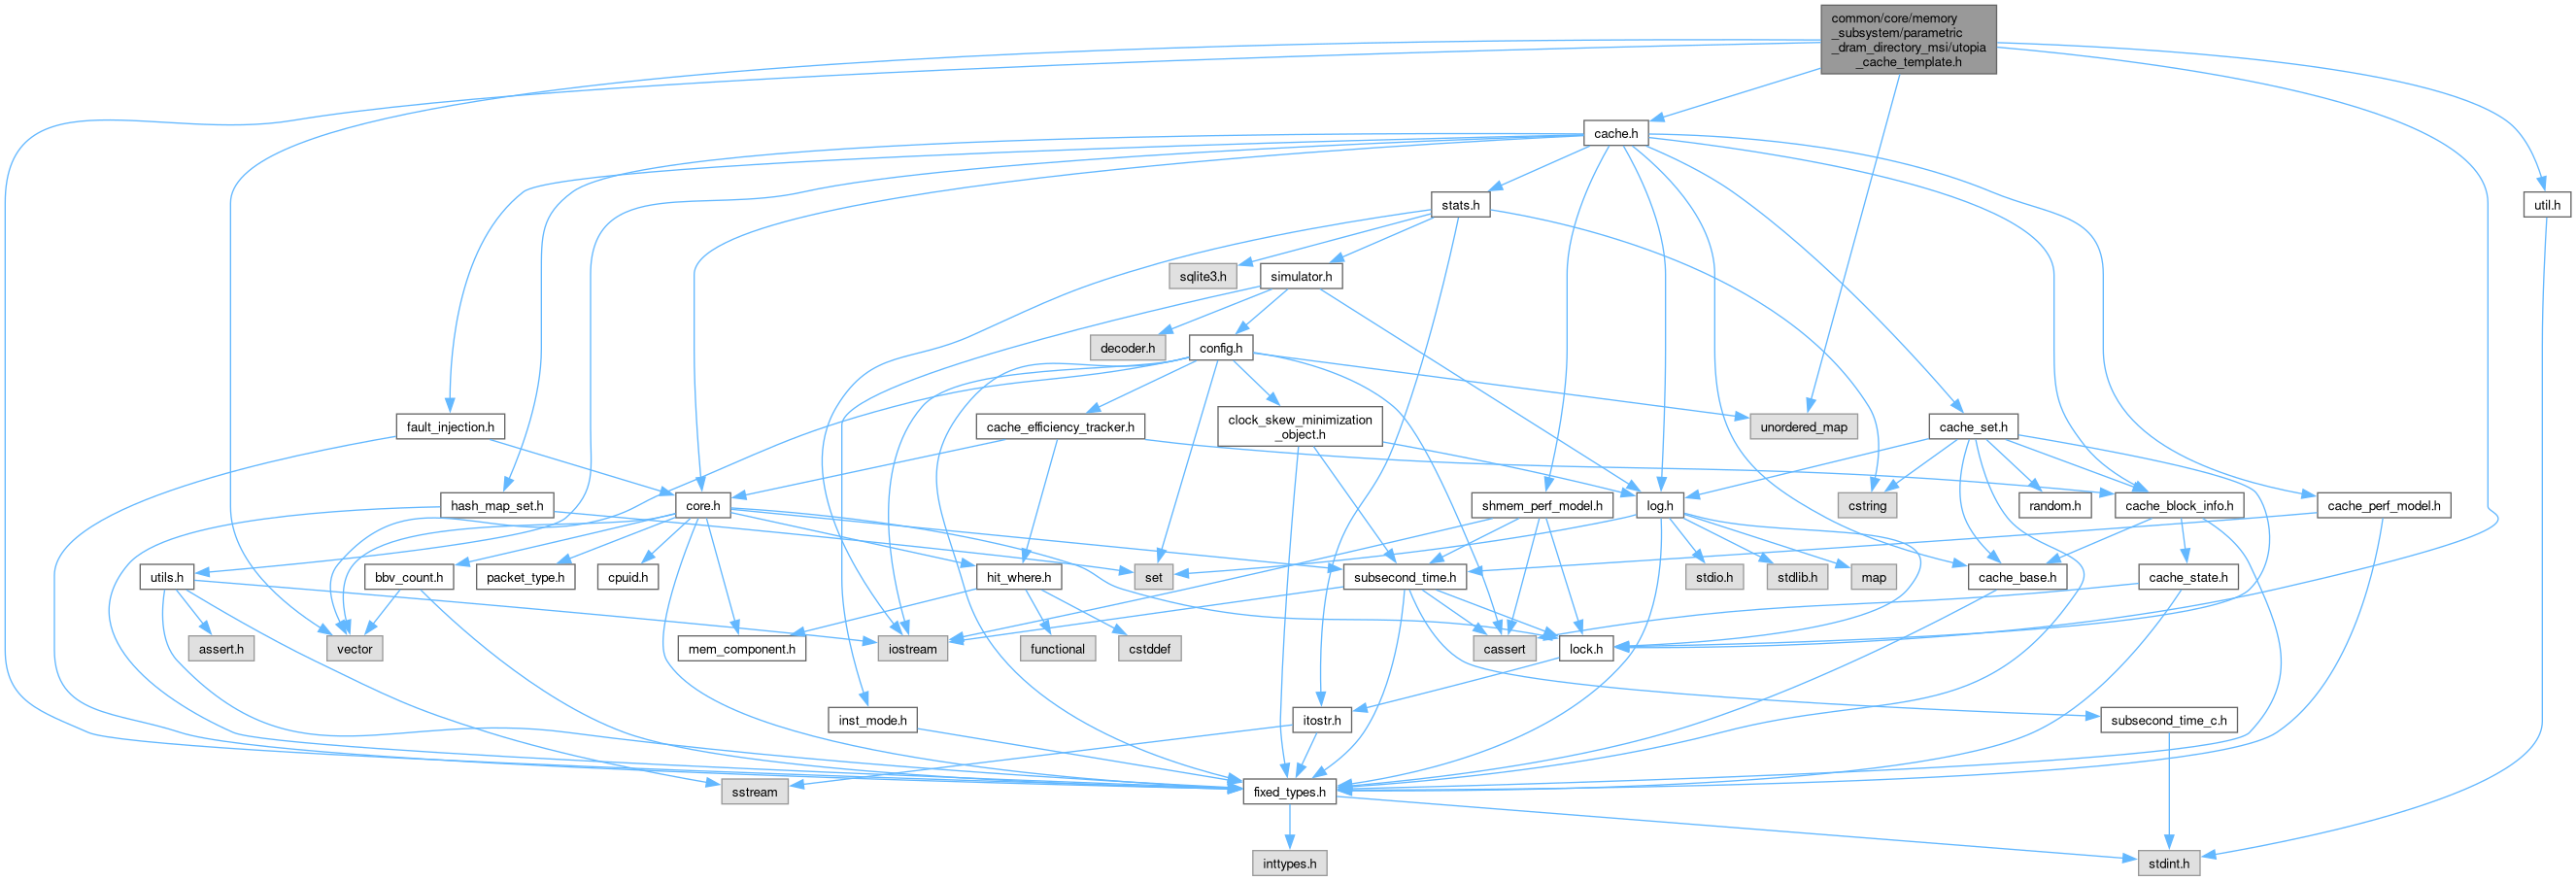 common/core/memory
_subsystem/parametric
_dram_directory_msi/utopia
_cache_template.h
cache.h
stats.h
util.h
sqlite3.h
simulator.h
decoder.h
config.h
fault_injection.h
cache_efficiency_tracker.h
clock_skew_minimization
_object.h
unordered_map
cache_set.h
hash_map_set.h
core.h
shmem_perf_model.h
log.h
cstring
random.h
cache_block_info.h
cache_perf_model.h
utils.h
bbv_count.h
packet_type.h
cpuid.h
hit_where.h
set
subsecond_time.h
stdio.h
stdlib.h
map
cache_base.h
cache_state.h
assert.h
vector
mem_component.h
iostream
functional
cstddef
cassert
lock.h
inst_mode.h
itostr.h
subsecond_time_c.h
sstream
fixed_types.h
inttypes.h
stdint.h